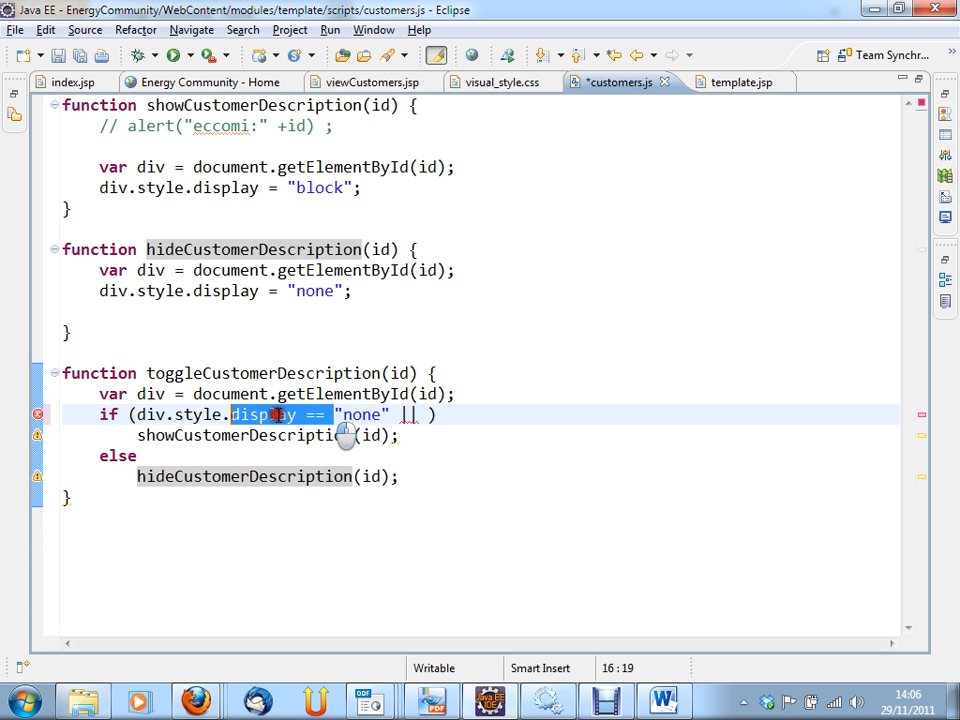 Java EE - EnergyCommunity/WebContent/modules/template/scripts/customers.js - Eclipse
File Edit Source Refactor Navigate Search Project Run Window Help
Team Synchr...
index.jsp Energy Community - Home viewCustomers.jsp visual_style.css *customers.js template.jsp
function showCustomerDescription(id) {
// alert("eccomi:" +id) ;
var div = document.getElementById(id);
div.style.display = "block";
}
function hideCustomerDescription(id) {
var div = document.getElementById(id);
div.style.display = "none";
}
function toggleCustomerDescription(id) {
var div = document.getElementById(id);
if (div.style.display == "none" || )
showCustomerDescription(id);
else
hideCustomerDescription(id);
}
Writable Smart Insert 16 : 19
14:06
29/11/2011